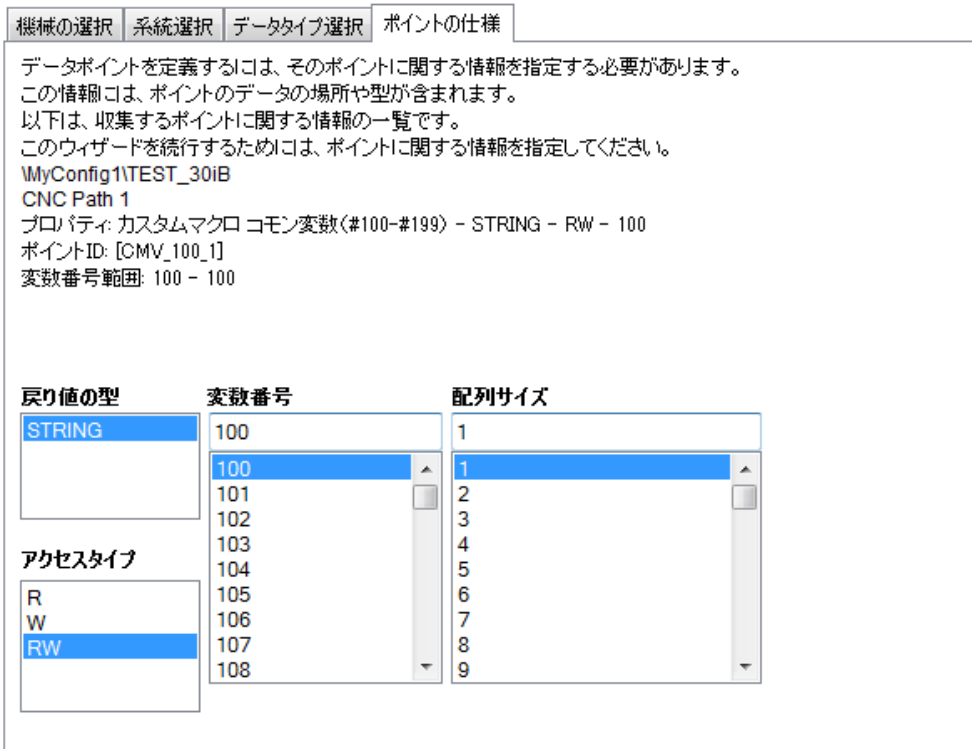 機械の選択 系統選択 データタイプ選択 ポイントの仕様
データポイントを定義するには、そのポイントに関する情報を指定する必要があります。
この情報には、ポイントのデータの場所や型が含まれます。
以下は、収集するポイントに関する情報の一覧です。
このウィザードを続行するためには、ポイントに関する情報を指定してください。
\MyConfig1\TEST_30iB
CNC Path 1
プロパティ: カスタムマクロ コモン変数(#100-#199) - STRING - RW - 100
ポイントID: [CMV_100_1]
変数番号範囲: 100 - 100
戻り値の型 変数番号 配列サイズ
STRING 100 1
100 1
101 2
102 3
103 4
アクセスタイプ 104 5
R 105 6
W 106 7
RW 107 8
108 9